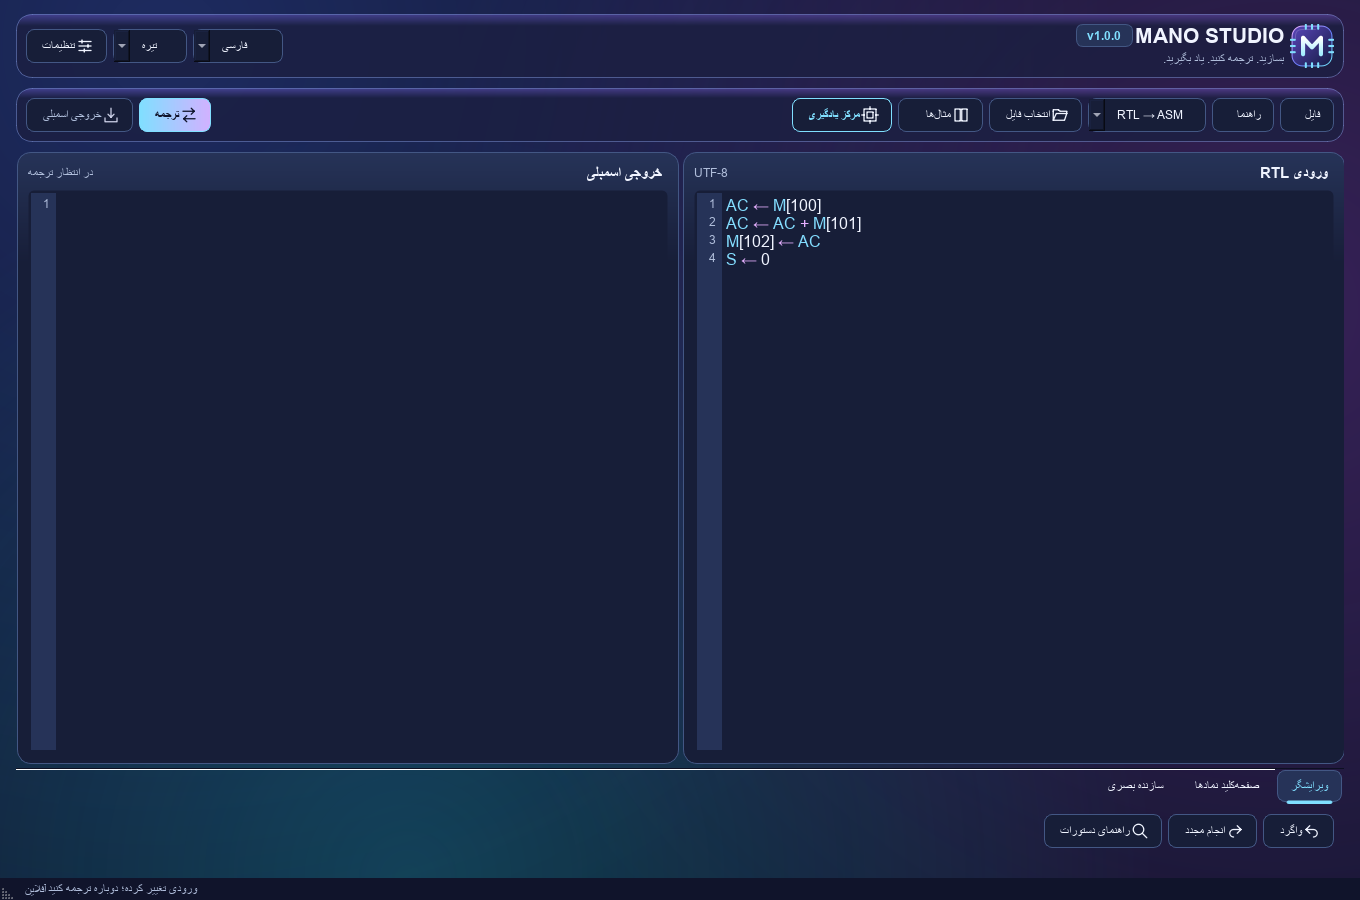 MANO STUDIO v1.0.0
بسازید. ترجمه کنید. یاد بگیرید.
فارسی
تیره
تنظیمات
فایل
راهنما
RTL → ASM
انتخاب فایل
مثال‌ها
مرکز یادگیری
ترجمه
خروجی اسمبلی
ورودی RTL
UTF-8
1 AC ← M[100]
2 AC ← AC + M[101]
3 M[102] ← AC
4 S ← 0
خروجی اسمبلی
در انتظار ترجمه
1
ویرایشگر
صفحه‌کلید نمادها
سازنده بصری
واگرد
انجام مجدد
راهنمای دستورات
ورودی تغییر کرده؛ دوباره ترجمه کنید
آفلاین
M